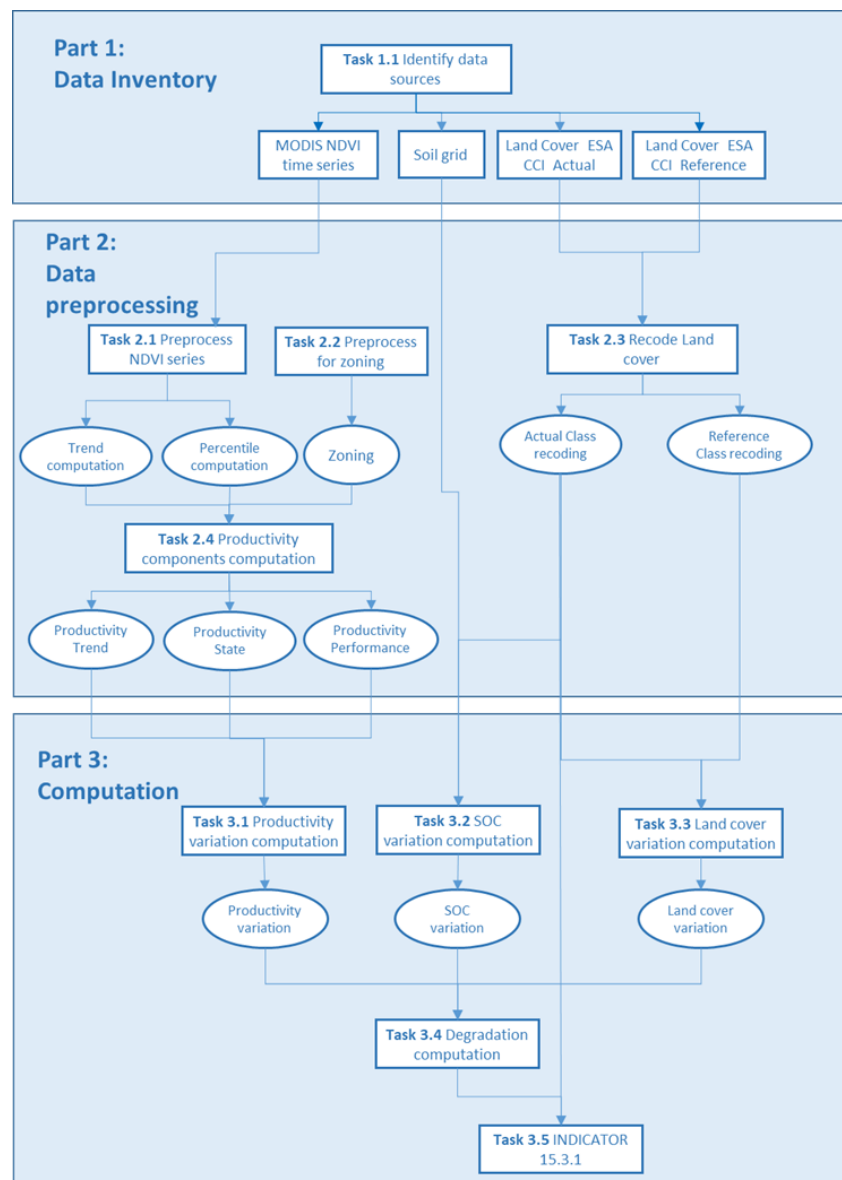 Part 1:
Data Inventory
Task 1.1 Identify data
sources
MODIS NDVI
time series
Soil grid
Land Cover ESA
CCI Actual
Land Cover ESA
CCI Reference
Part 2:
Data
preprocessing
Task 2.1 Preprocess
NDVI series
Task 2.2 Preprocess
for zoning
Task 2.3 Recode Land
cover
Trend
computation
Percentile
computation
Zoning
Actual Class
recoding
Reference
Class recoding
Task 2.4 Productivity
components computation
Productivity
Trend
Productivity
State
Productivity
Performance
Part 3:
Computation
Task 3.1 Productivity
variation computation
Task 3.2 SOC
variation computation
Task 3.3 Land cover
variation computation
Productivity
variation
SOC
variation
Land cover
variation
Task 3.4 Degradation
computation
Task 3.5 INDICATOR
15.3.1